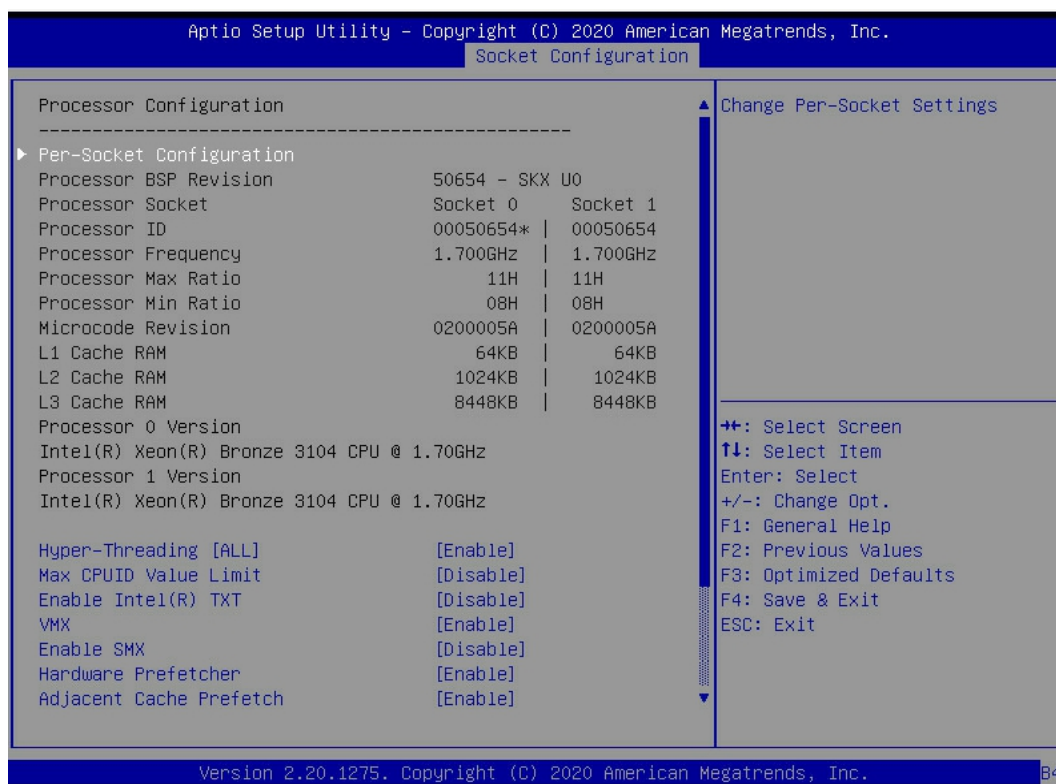 Aptio Setup Utility – Copyright (C) 2020 American Megatrends, Inc.
Socket Configuration
Processor Configuration
--------------------------------------------------
Per-Socket Configuration
Processor BSP Revision 50654 - SKX U0
Processor Socket Socket 0 Socket 1
Processor ID 00050654* | 00050654
Processor Frequency 1.700GHz | 1.700GHz
Processor Max Ratio 11H | 11H
Processor Min Ratio 08H | 08H
Microcode Revision 0200005A | 0200005A
L1 Cache RAM 64KB | 64KB
L2 Cache RAM 1024KB | 1024KB
L3 Cache RAM 8448KB | 8448KB
Processor 0 Version
Intel(R) Xeon(R) Bronze 3104 CPU @ 1.70GHz
Processor 1 Version
Intel(R) Xeon(R) Bronze 3104 CPU @ 1.70GHz
Hyper-Threading [ALL] [Enable]
Max CPUID Value Limit [Disable]
Enable Intel(R) TXT [Disable]
VMX [Enable]
Enable SMX [Disable]
Hardware Prefetcher [Enable]
Adjacent Cache Prefetch [Enable]
Change Per-Socket Settings
→←: Select Screen
↑↓: Select Item
Enter: Select
+/-: Change Opt.
F1: General Help
F2: Previous Values
F3: Optimized Defaults
F4: Save & Exit
ESC: Exit
Version 2.20.1275. Copyright (C) 2020 American Megatrends, Inc.